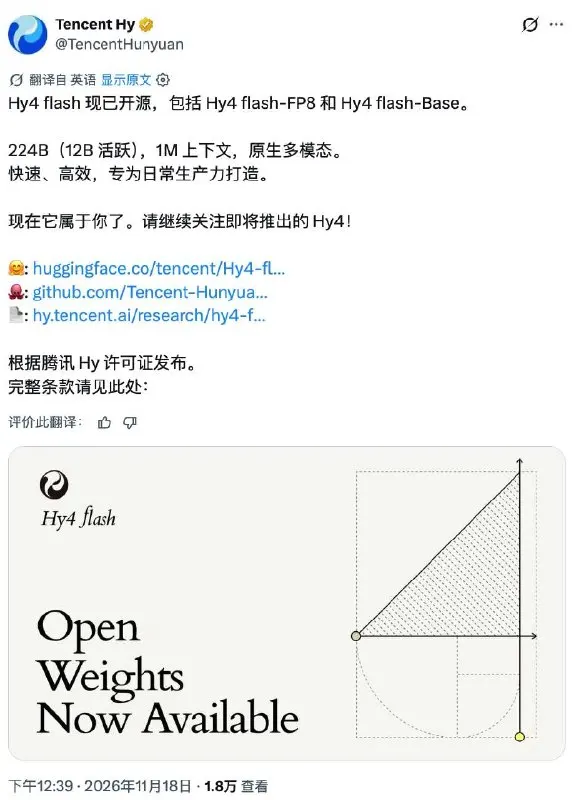 Tencent Hy
@TencentHunyuan
翻译自 英语 显示原文
Hy4 flash 现已开源，包括 Hy4 flash-FP8 和 Hy4 flash-Base。
224B（12B 活跃），1M 上下文，原生多模态。
快速、高效，专为日常生产力打造。
现在它属于你了。请继续关注即将推出的 Hy4！
🤗: huggingface.co/tencent/Hy4-fl...
🐙: github.com/Tencent-Hunyua...
📄: hy.tencent.ai/research/hy4-f...
根据腾讯 Hy 许可证发布。
完整条款请见此处：
评价此翻译：
Hy4 flash
Open
Weights
Now Available
下午12:39 · 2026年11月18日 · 1.8万 查看